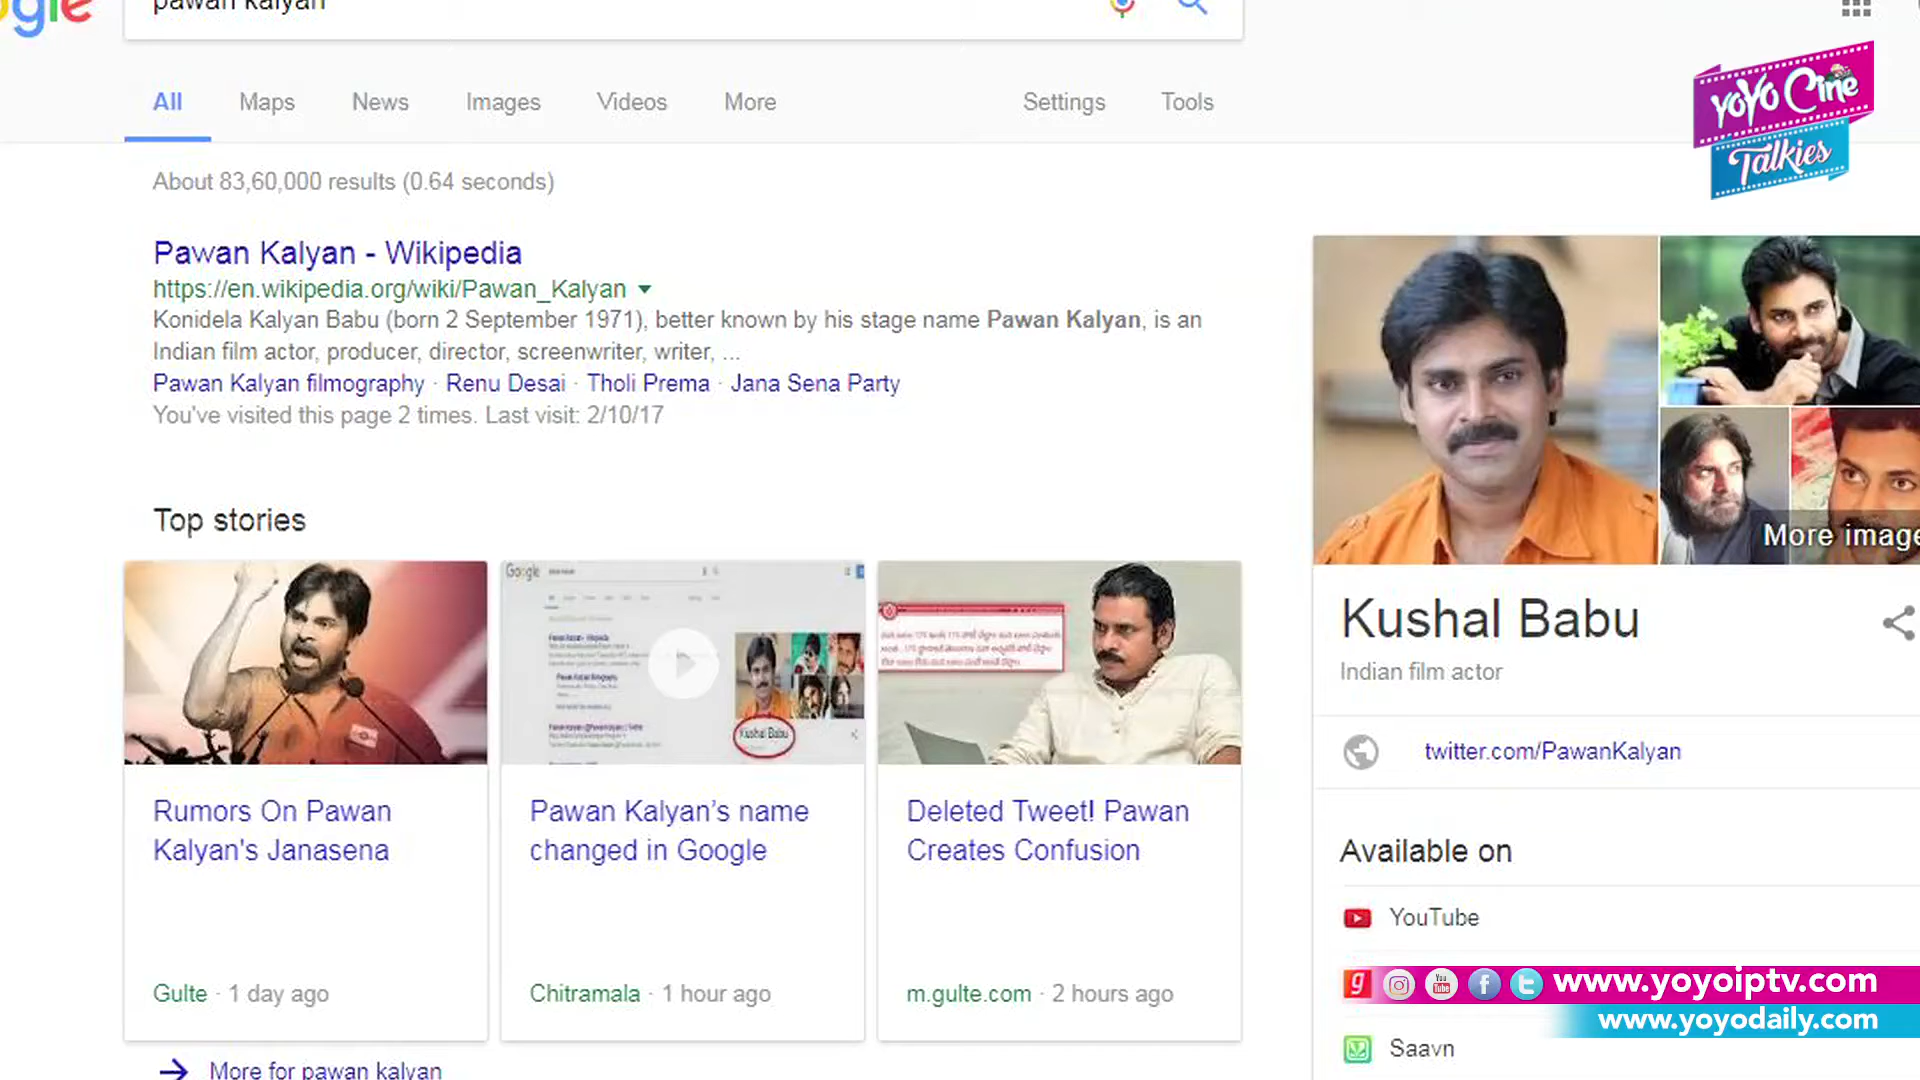 pawan kalyan
All Maps News Images Videos More Settings Tools
YOYO Cine
Talkies
About 83,60,000 results (0.64 seconds)
Pawan Kalyan - Wikipedia
https://en.wikipedia.org/wiki/Pawan_Kalyan
Konidela Kalyan Babu (born 2 September 1971), better known by his stage name Pawan Kalyan, is an
Indian film actor, producer, director, screenwriter, writer, ...
Pawan Kalyan filmography · Renu Desai · Tholi Prema · Jana Sena Party
You've visited this page 2 times. Last visit: 2/10/17
Top stories
Google
Kushal Babu
Rumors On Pawan
Kalyan's Janasena
Gulte · 1 day ago
Pawan Kalyan’s name
changed in Google
Chitramala · 1 hour ago
Deleted Tweet! Pawan
Creates Confusion
m.gulte.com · 2 hours ago
More for pawan kalyan
More image
Kushal Babu
Indian film actor
twitter.com/PawanKalyan
Available on
YouTube
Saavn
www.yoyoiptv.com
www.yoyodaily.com